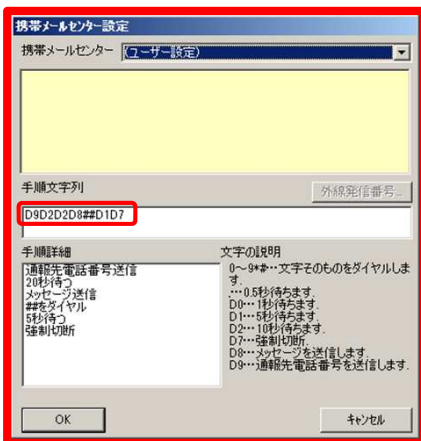 携帯メールセンター設定
携帯メールセンター (ユーザー設定)
手順文字列
外線発信番号...
D9D2D2D8##D1D7
手順詳細
通報先電話番号送信
20秒待つ
メッセージ送信
##をダイヤル
5秒待つ
強制切断
文字の説明
0～9*#…文字そのものをダイヤルしま
す.
,…0.5秒待ちます.
D0…1秒待ちます.
D1…5秒待ちます.
D2…10秒待ちます.
D7…強制切断.
D8…メッセージを送信します.
D9…通報先電話番号を送信します.
OK
キャンセル